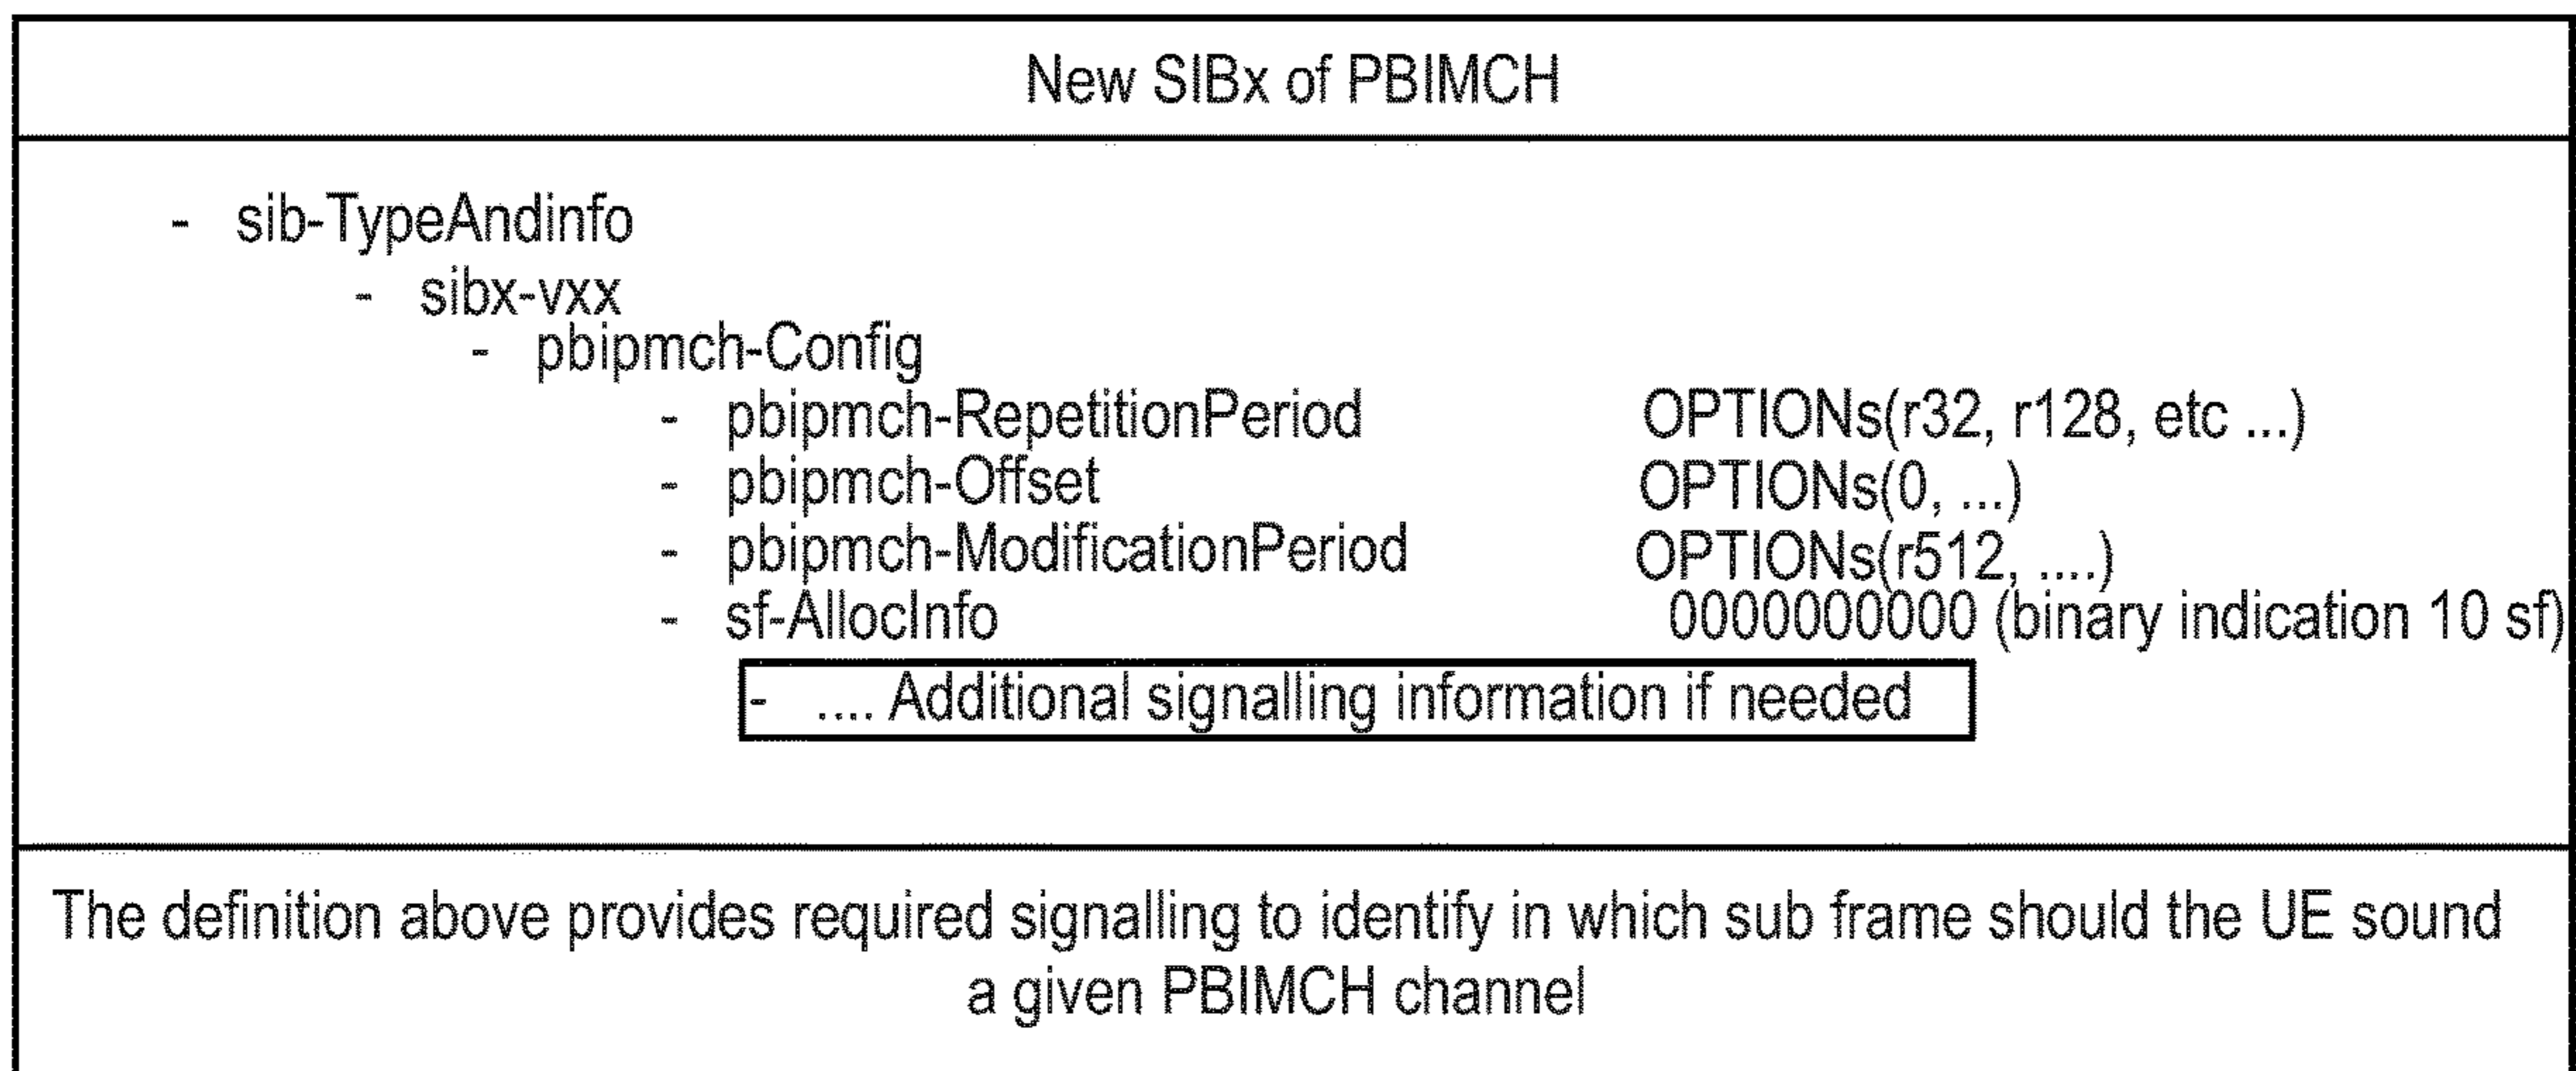 New SIBx of PBIMCH
- sib-TypeAndinfo
- sibx-vxx
- pbipmch-Config
- pbipmch-RepetitionPeriod OPTIONs(r32, r128, etc ...)
- pbipmch-Offset OPTIONs(0, ...)
- pbipmch-ModificationPeriod OPTIONs(r512, ....)
- sf-AllocInfo 0000000000 (binary indication 10 sf)
- .... Additional signalling information if needed
The definition above provides required signalling to identify in which sub frame should the UE sound
a given PBIMCH channel